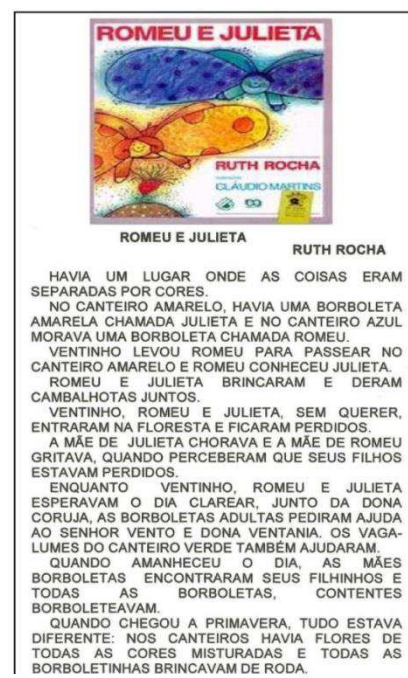 ROMEU E JULIETA
RUTH ROCHA
CLÁUDIO MARTINS
ROMEU E JULIETA
RUTH ROCHA
HAVIA UM LUGAR ONDE AS COISAS ERAM
SEPARADAS POR CORES.
NO CANTEIRO AMARELO, HAVIA UMA BORBOLETA
AMARELA CHAMADA JULIETA E NO CANTEIRO AZUL
MORAVA UMA BORBOLETA CHAMADA ROMEU.
VENTINHO LEVOU ROMEU PARA PASSEAR NO
CANTEIRO AMARELO E ROMEU CONHECEU JULIETA.
ROMEU E JULIETA BRINCARAM E DERAM
CAMBALHOTAS JUNTOS.
VENTINHO, ROMEU E JULIETA, SEM QUERER,
ENTRARAM NA FLORESTA E FICARAM PERDIDOS.
A MÃE DE JULIETA CHORAVA E A MÃE DE ROMEU
GRITAVA, QUANDO PERCEBERAM QUE SEUS FILHOS
ESTAVAM PERDIDOS.
ENQUANTO VENTINHO, ROMEU E JULIETA
ESPERAVAM O DIA CLAREAR, JUNTO DA DONA
CORUJA, AS BORBOLETAS ADULTAS PEDIRAM AJUDA
AO SENHOR VENTO E DONA VENTANIA. OS VAGA-
LUMES DO CANTEIRO VERDE TAMBÉM AJUDARAM.
QUANDO AMANHECEU O DIA, AS MÃES
BORBOLETAS ENCONTRARAM SEUS FILHINHOS E
TODAS AS BORBOLETAS, CONTENTES
BORBOLETEAVAM.
QUANDO CHEGOU A PRIMAVERA, TUDO ESTAVA
DIFERENTE: NOS CANTEIROS HAVIA FLORES DE
TODAS AS CORES MISTURADAS E TODAS AS
BORBOLETINHAS BRINCAVAM DE RODA.